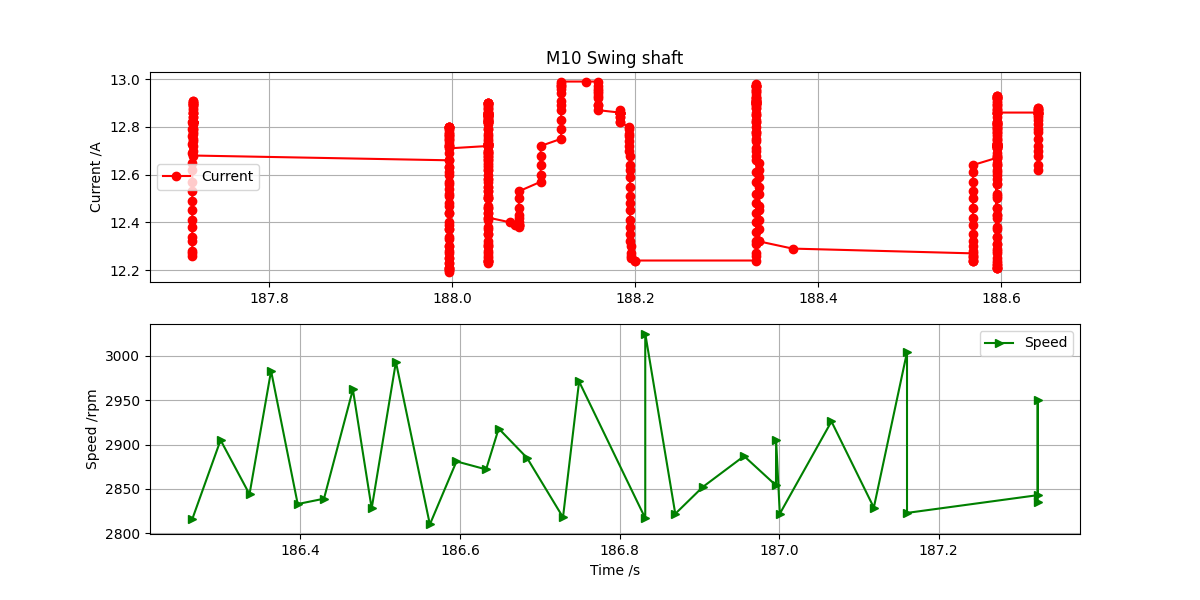 M10 Swing shaft
13.0
12.8
12.6
12.4
12.2
Current /A
Current
187.8 188.0 188.2 188.4 188.6
3000
2950
2900
2850
2800
Speed /rpm
Speed
186.4 186.6 186.8 187.0 187.2
Time /s